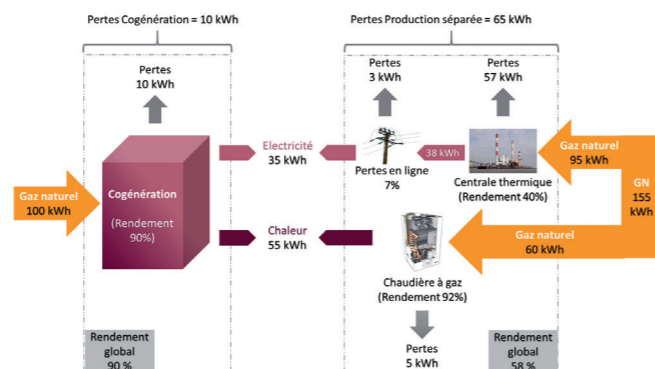 Pertes Cogénération = 10 kWh
Pertes Production séparée = 65 kWh
Pertes
10 kWh
Pertes
3 kWh
Pertes
57 kWh
Gaz naturel
100 kWh
Cogénération
(Rendement
90%)
Electricité
35 kWh
Chaleur
55 kWh
38 kWh
Pertes en ligne
7%
Centrale thermique
(Rendement 40%)
Gaz naturel
95 kWh
GN
155
kWh
Gaz naturel
60 kWh
Chaudière à gaz
(Rendement 92%)
Pertes
5 kWh
Rendement
global
90 %
Rendement
global
58 %